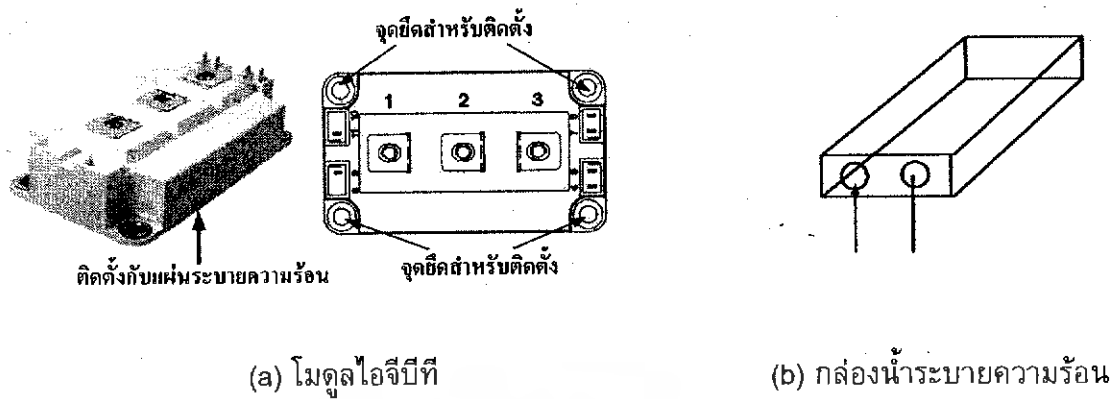 จุดยึดสำหรับติดตั้ง
1 2 3
ติดตั้งกับแผ่นระบายความร้อน
จุดยึดสำหรับติดตั้ง
(a) โมดูลไอจีบีที
(b) กล่องน้ำระบายความร้อน